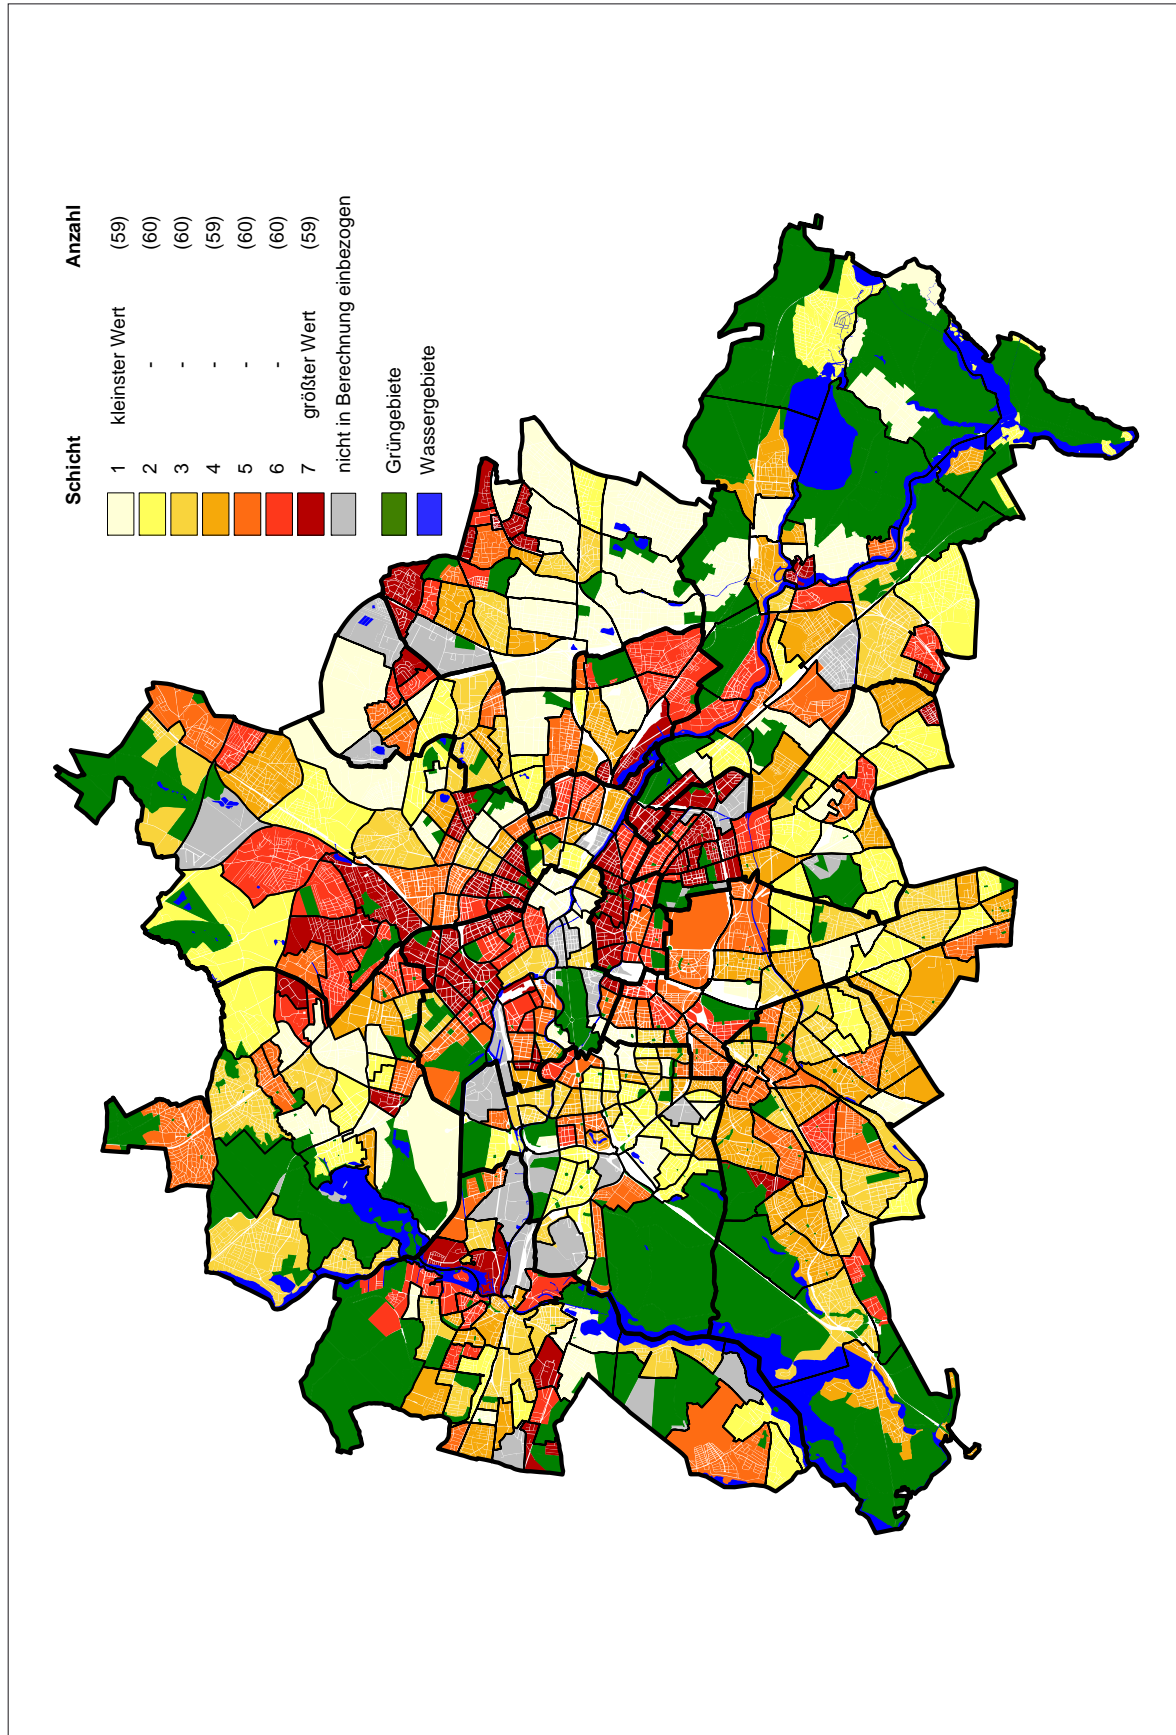 Schicht Anzahl
1 kleinster Wert (59)
2 - (60)
3 - (60)
4 - (59)
5 - (60)
6 - (60)
7 größter Wert (59)
nicht in Berechnung einbezogen
Grüngebiete
Wassergebiete